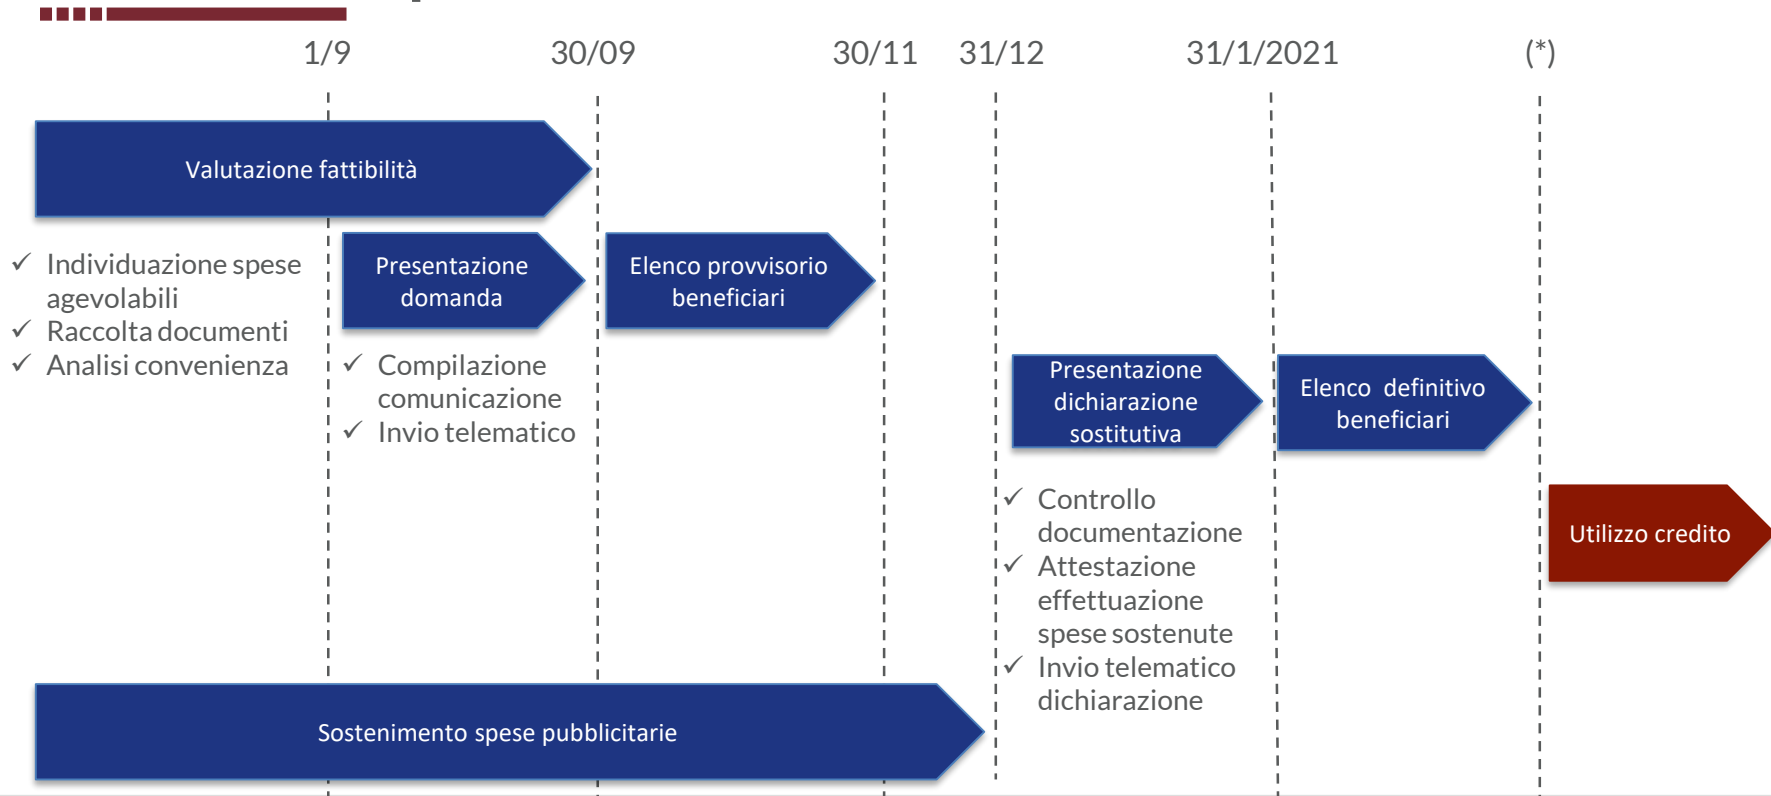 1/9
30/09
30/11
31/12
31/1/2021
(*)
Valutazione fattibilità
✓ Individuazione spese
agevolabili
✓ Raccolta documenti
✓ Analisi convenienza
Presentazione
domanda
✓ Compilazione
comunicazione
✓ Invio telematico
Elenco provvisorio
beneficiari
Presentazione
dichiarazione
sostitutiva
✓ Controllo
documentazione
✓ Attestazione
effettuazione
spese sostenute
✓ Invio telematico
dichiarazione
Elenco definitivo
beneficiari
Utilizzo credito
Sostenimento spese pubblicitarie